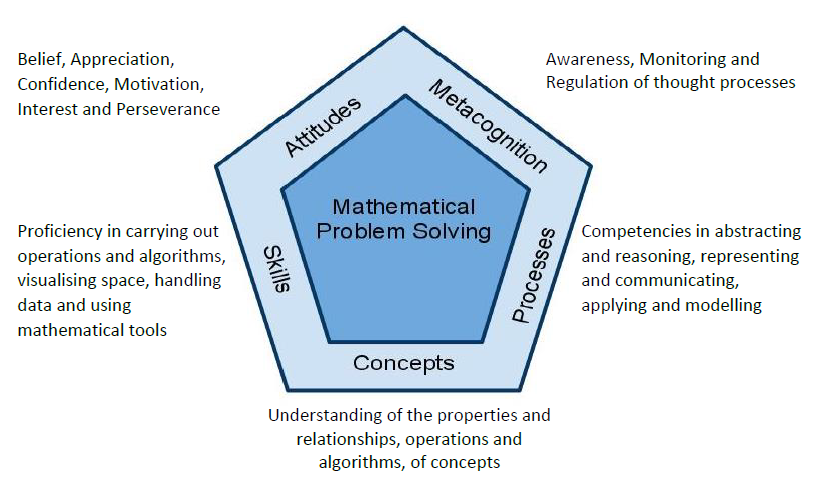 Belief, Appreciation,
Confidence, Motivation,
Interest and Perseverance
Awareness, Monitoring and
Regulation of thought processes
Attitudes
Metacognition
Mathematical
Problem Solving
Proficiency in carrying out
operations and algorithms,
visualising space, handling
data and using
mathematical tools
Skills
Processes
Competencies in abstracting
and reasoning, representing
and communicating,
applying and modelling
Concepts
Understanding of the properties and
relationships, operations and
algorithms, of concepts